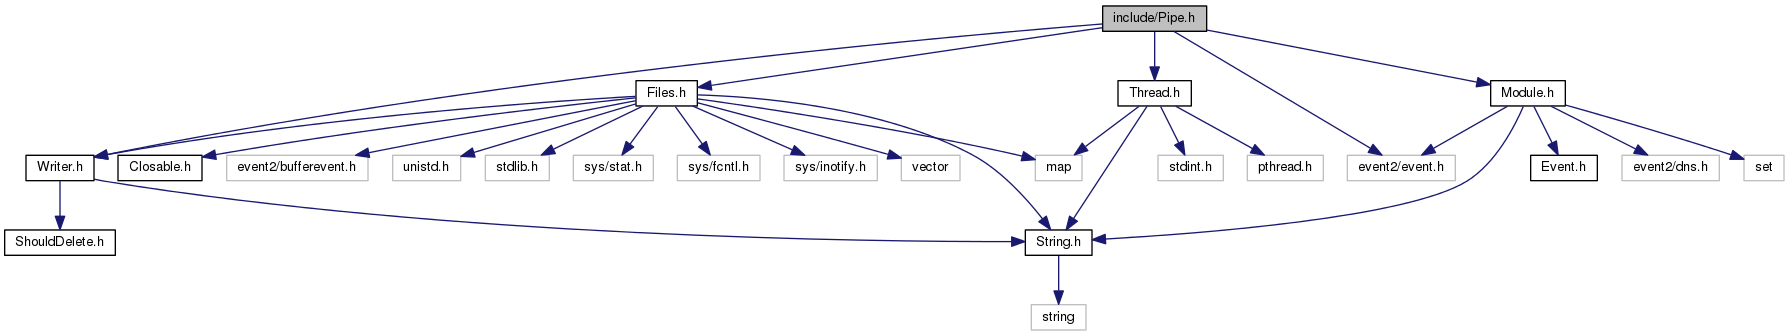 include/Pipe.h
Files.h
Thread.h
Module.h
Writer.h
Closable.h
event2/bufferevent.h
unistd.h
stdlib.h
sys/stat.h
sys/fcntl.h
sys/inotify.h
vector
map
stdint.h
pthread.h
event2/event.h
Event.h
event2/dns.h
set
ShouldDelete.h
String.h
string